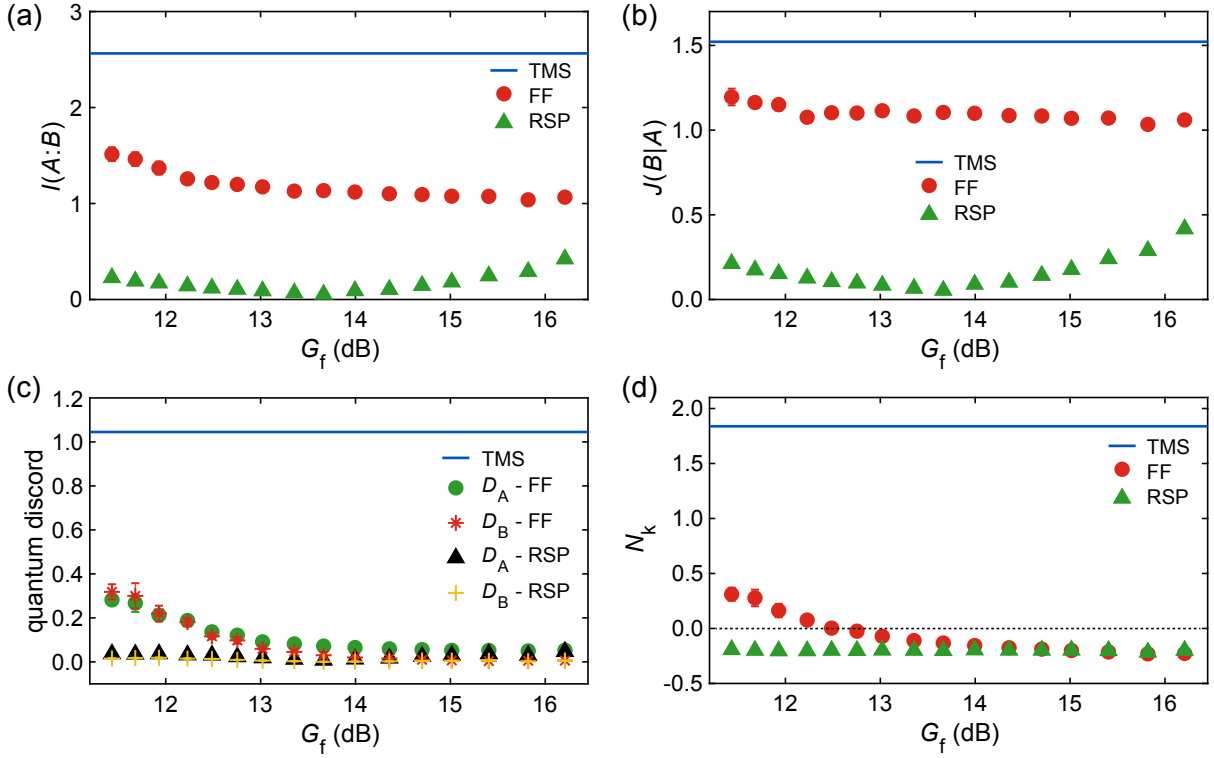 (a)
3
2
1
0
I(A:B)
TMS
FF
RSP
12
13
14
15
16
G_f (dB)
(b)
1.5
1.0
0.5
0.0
J(B|A)
TMS
FF
RSP
12
13
14
15
16
G_f (dB)
(c)
1.2
1.0
0.8
0.6
0.4
0.2
0.0
quantum discord
TMS
D_A - FF
D_B - FF
D_A - RSP
D_B - RSP
12
13
14
15
16
G_f (dB)
(d)
2.0
1.5
1.0
0.5
0.0
-0.5
N_k
TMS
FF
RSP
12
13
14
15
16
G_f (dB)